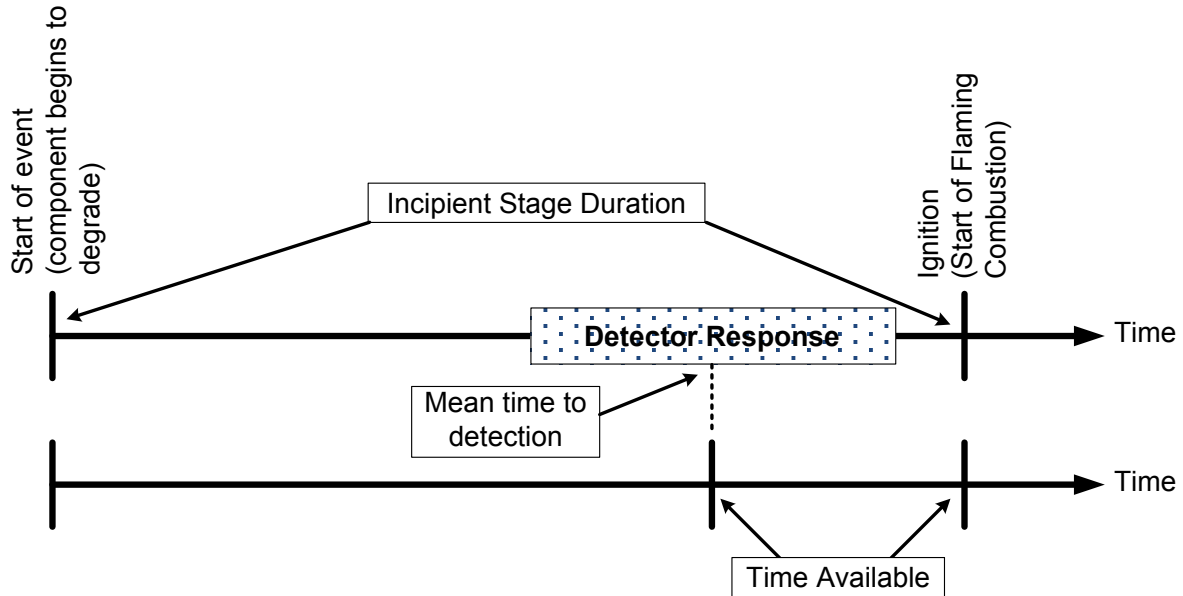 Start of event
(component begins to
degrade)
Incipient Stage Duration
Ignition
(Start of Flaming
Combustion)
Detector Response
Time
Mean time to
detection
Time
Time Available